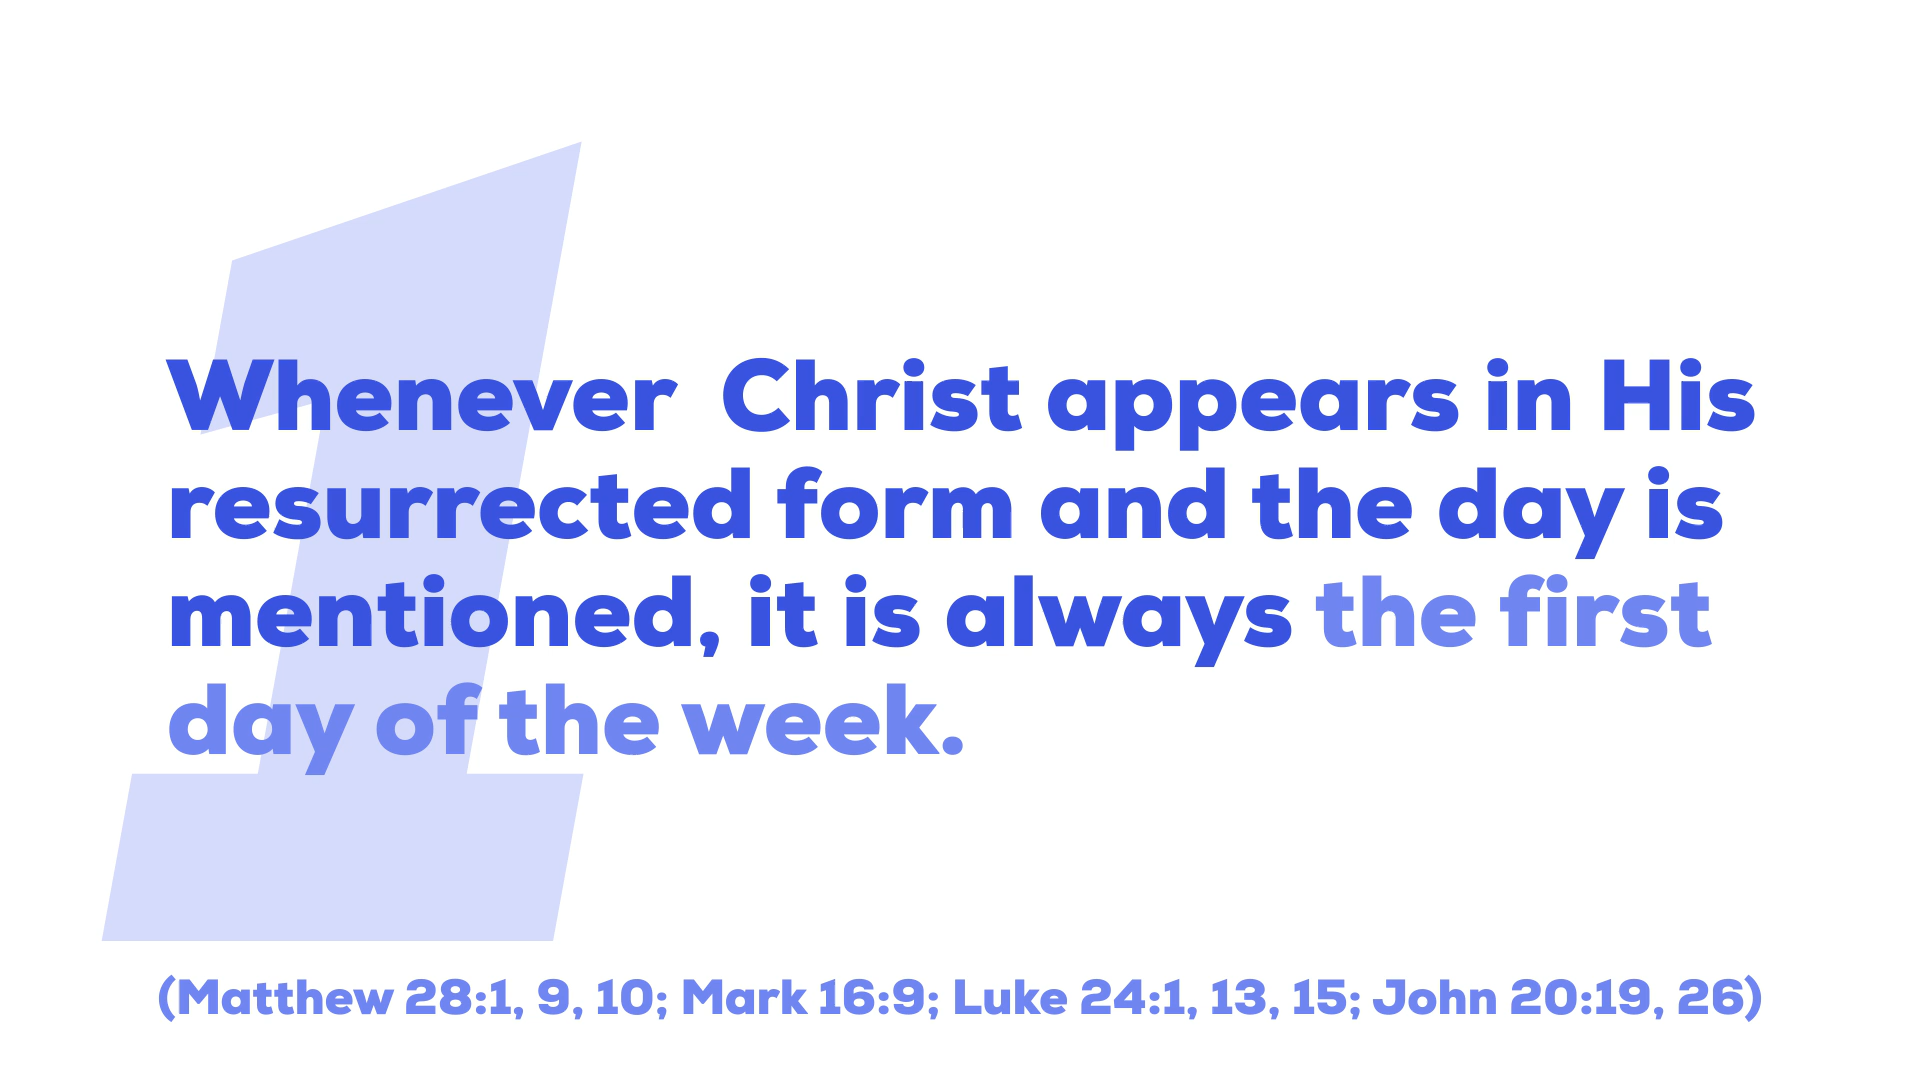 1
Whenever  Christ appears in His
resurrected form and the day is
mentioned, it is always the first
day of the week.
(Matthew 28:1, 9, 10; Mark 16:9; Luke 24:1, 13, 15; John 20:19, 26)